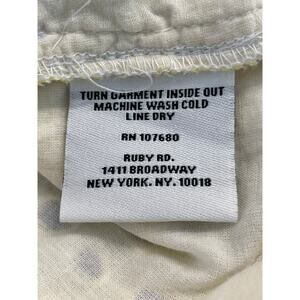 TURN GARMENT INSIDE OUT
MACHINE WASH COLD
LINE DRY
RN 107680
RUBY RD.
1411 BROADWAY
NEW YORK. NY. 10018